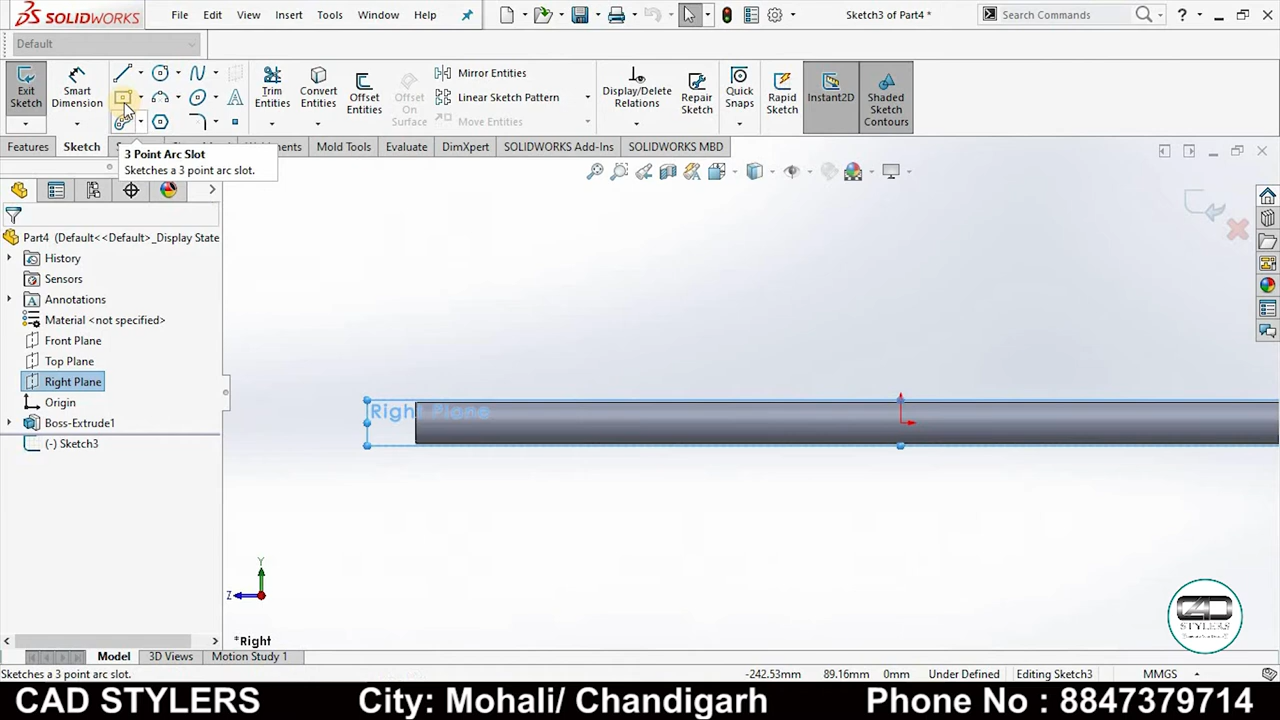 SOLIDWORKS
File Edit View Insert Tools Window Help
Sketch3 of Part4 *
Search Commands
Default
Exit Sketch
Smart Dimension
Trim Entities
Convert Entities
Offset Entities
Offset On Surface
Mirror Entities
Linear Sketch Pattern
Move Entities
Display/Delete Relations
Repair Sketch
Quick Snaps
Rapid Sketch
Instant2D
Shaded Sketch Contours
Features Sketch Evaluate DimXpert SOLIDWORKS Add-Ins SOLIDWORKS MBD
Mold Tools
3 Point Arc Slot
Sketches a 3 point arc slot.
Part4 (Default<<Default>_Display State
History
Sensors
Annotations
Material <not specified>
Front Plane
Top Plane
Right Plane
Origin
Boss-Extrude1
(-) Sketch3
Right Plane
Y
Z
*Right
STYLERS
Model 3D Views Motion Study 1
Sketches a 3 point arc slot. -242.53mm 89.16mm 0mm Under Defined Editing Sketch3 MMGS
CAD STYLERS City: Mohali/ Chandigarh Phone No : 8847379714